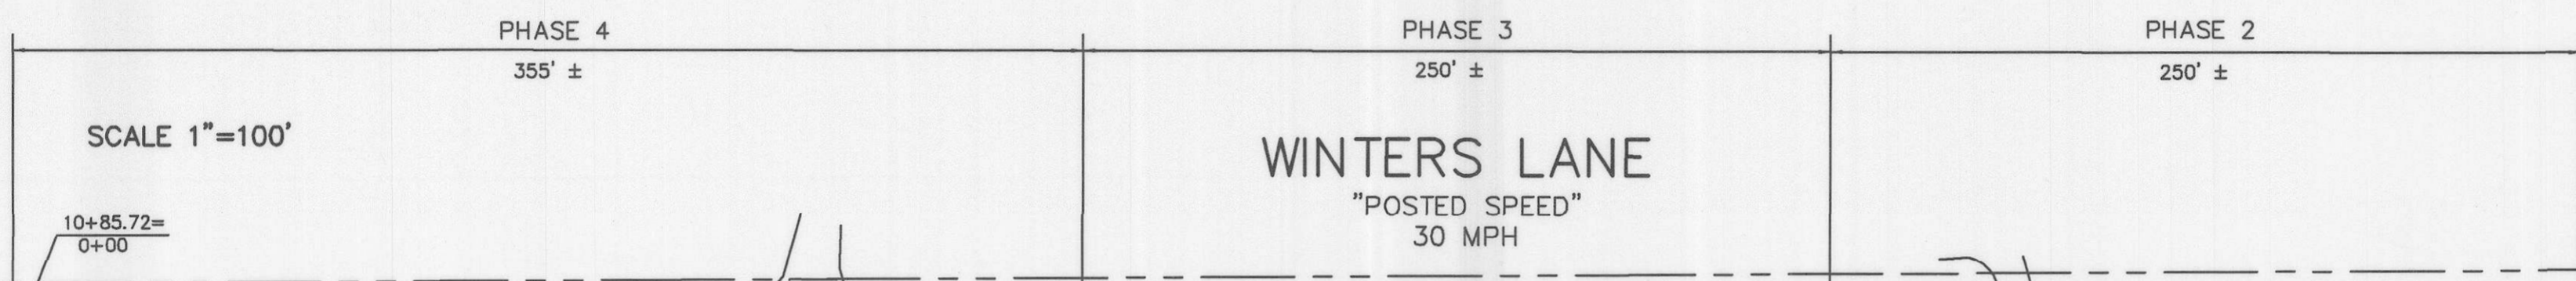 PHASE 4
PHASE 3
PHASE 2
355' ±
250' ±
250' ±
SCALE 1"=100'
WINTERS LANE
"POSTED SPEED"
30 MPH
10+85.72=
0+00